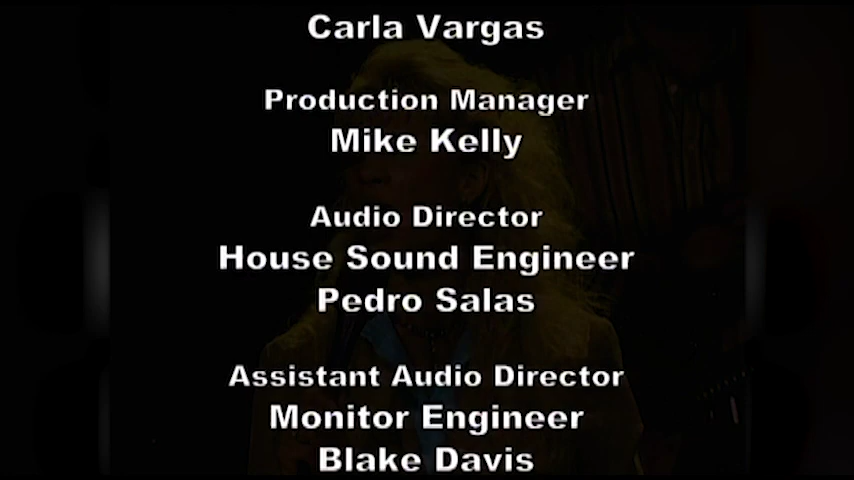 Carla Vargas
Production Manager
Mike Kelly
Audio Director
House Sound Engineer
Pedro Salas
Assistant Audio Director
Monitor Engineer
Blake Davis